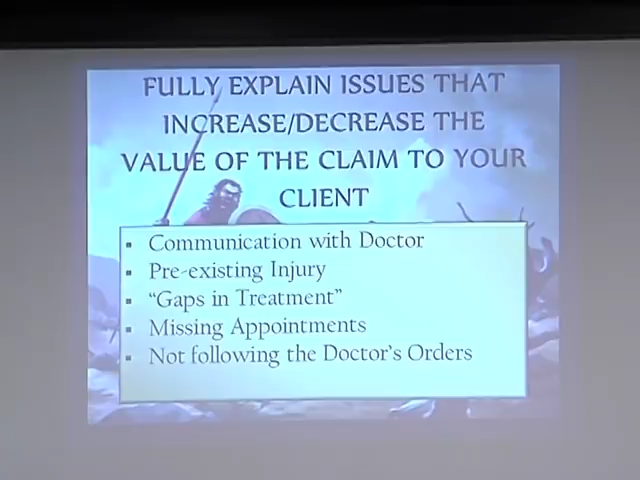 FULLY EXPLAIN ISSUES THAT
INCREASE/DECREASE THE
VALUE OF THE CLAIM TO YOUR
CLIENT
▪ Communication with Doctor
▪ Pre-existing Injury
▪ “Gaps in Treatment”
▪ Missing Appointments
▪ Not following the Doctor’s Orders